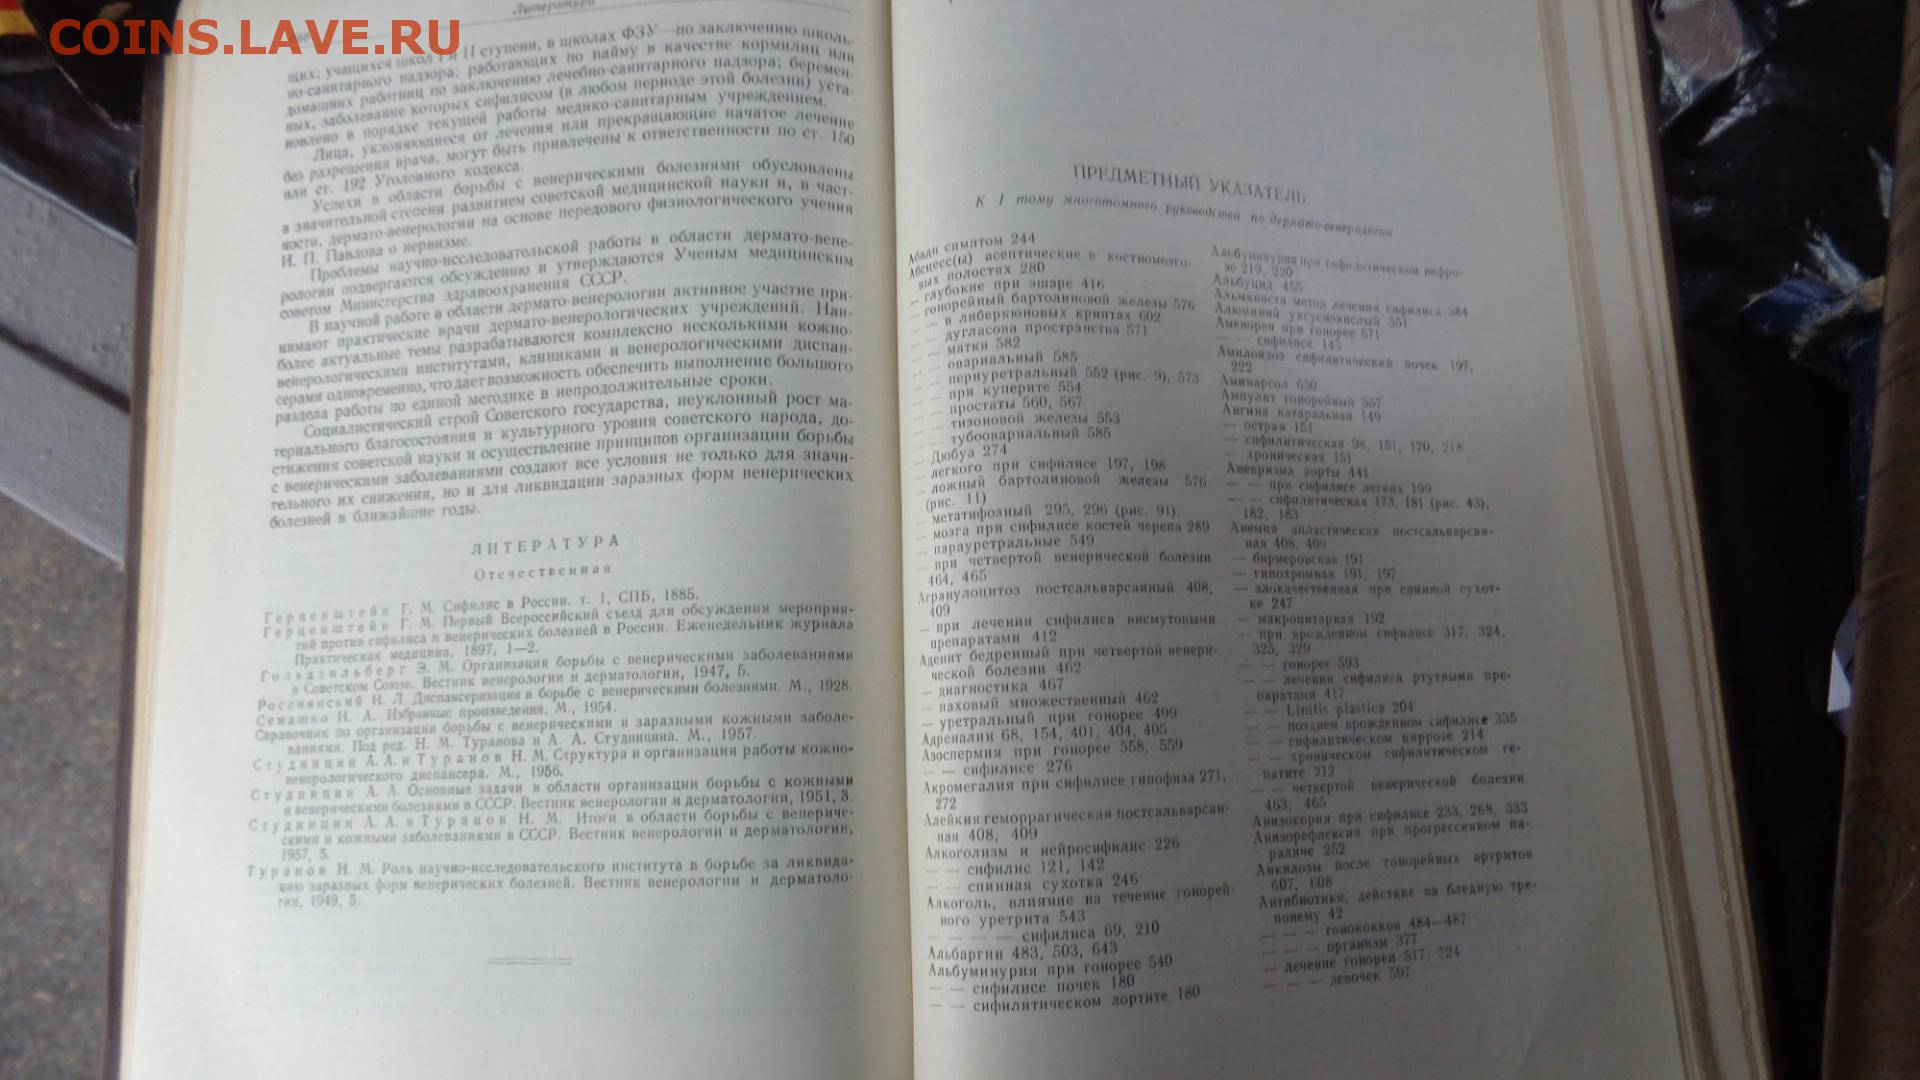 COINS.LAVE.RU
Литература
щих; учащихся школ I и II ступени, в школах ФЗУ—по заключению школь-
но-санитарного надзора; работающих по найму в качестве кормилиц или
домашних работниц по заключению лечебно-санитарного надзора; беремен-
ных, заболевание которых сифилисом (в любом периоде этой болезни) уста-
новлено в порядке текущей работы медико-санитарным учреждением.
Лица, уклоняющиеся от лечения или прекращающие начатое лечение
без разрешения врача, могут быть привлечены к ответственности по ст. 150
или ст. 192 Уголовного кодекса.
Успехи в области борьбы с венерическими болезнями обусловлены
в значительной степени развитием советской медицинской науки и, в част-
ности, дермато-венерологии на основе передового физиологического учения
И. П. Павлова о нервизме.
Проблемы научно-исследовательской работы в области дермато-вене-
рологии подвергаются обсуждению и утверждаются Ученым медицинским
советом Министерства здравоохранения СССР.
В научной работе в области дермато-венерологии активное участие при-
нимают практические врачи дермато-венерологических учреждений. Наи-
более актуальные темы разрабатываются комплексно несколькими кожно-
венерологическими институтами, клиниками и венерологическими диспан-
серами одновременно, что дает возможность обеспечить выполнение большого
раздела работы по единой методике в непродолжительные сроки.
Социалистический строй Советского государства, неуклонный рост ма-
териального благосостояния и культурного уровня советского народа, до-
стижения советской науки и осуществление принципов организации борьбы
с венерическими заболеваниями создают все условия не только для значи-
тельного их снижения, но и для ликвидации заразных форм венерических
болезней в ближайшие годы.
ЛИТЕРАТУРА
Отечественная
Герценштейн Г. М. Сифилис в России. т. 1, СПБ, 1885.
Герценштейн Г. М. Первый Всероссийский съезд для обсуждения мероприя-
тий против сифилиса и венерических болезней в России. Еженедельник журнала
Практическая медицина, 1897, 1—2.
Гольдзильберг Э. М. Организация борьбы с венерическими заболеваниями
в Советском Союзе. Вестник венерологии и дерматологии, 1947, 5.
Россиянский Н. Л. Диспансеризация в борьбе с венерическими болезнями. М., 1928.
Семашко Н. А. Избранные произведения. М., 1954.
Справочник по организации борьбы с венерическими и заразными кожными заболе-
ваниями. Под ред. Н. М. Туранова и А. А. Студницина. М., 1957.
Студницин А. А. и Туранов Н. М. Структура и организация работы кожно-
венерологического диспансера. М., 1956.
Студницин А. А. Основные задачи в области организации борьбы с кожными
и венерическими болезнями в СССР. Вестник венерологии и дерматологии, 1951, 3.
Студницин А. А. и Туранов Н. М. Итоги в области борьбы с венериче-
скими и кожными заболеваниями в СССР. Вестник венерологии и дерматологии,
1957, 5.
Туранов Н. М. Роль научно-исследовательского института в борьбе за ликвида-
цию заразных форм венерических болезней. Вестник венерологии и дерматоло-
гии, 1949, 5.
ПРЕДМЕТНЫЙ УКАЗАТЕЛЬ
К I тому многотомного руководства по дермато-венерологии
Абади симптом 244
Абсцесс(ы) асептические в костномозго-
вых полостях 280
— глубокие при эшаре 416
— гонорейный бартолиновой железы 576
— — в либеркюновых криптах 602
— — дугласова пространства 571
— — матки 582
— — овариальный 585
— — периуретральный 552 (рис. 9), 573
— — при куперите 554
— — простаты 560, 567
— — тизоновой железы 553
— — тубоовариальный 585
— Дюбуа 274
— легкого при сифилисе 197, 198
— ложный бартолиновой железы 576
(рис. 11)
— метатифозный 295, 296 (рис. 91).
— мозга при сифилисе костей черепа 289
— парауретральные 549
— при четвертой венерической болезни
464, 465
Агранулоцитоз постсальварсанный 408,
409
— при лечении сифилиса висмутовыми
препаратами 412
Аденит бедренный при четвертой венери-
ческой болезни 462
— диагностика 467
— паховый множественный 462
— уретральный при гонорее 499
Адреналин 68, 154, 401, 404, 405
Азоспермия при гонорее 558, 559
— — сифилисе 276
Акромегалия при сифилисе гипофиза 271,
272
Алейкия геморрагическая постсальварсан-
ная 408, 409
Алкоголизм и нейросифилис 226
— — сифилис 121, 142
— — спинная сухотка 246
Алкоголь, влияние на течение гонорей-
ного уретрита 543
— — — — сифилиса 69, 210
Альбаргин 483, 503, 643
Альбуминурия при гонорее 540
— — сифилисе почек 180
— — сифилитическом аортите 180
Альбуминурия при сифилитическом нефро-
зе 219, 220
Альбуцид 455
Альмквиста метод лечения сифилиса 384
Алюминий уксуснокислый 551
Аменорея при гонорее 571
— — сифилисе 143
Амилоидоз сифилитический почек 197,
222
Аминарсол 630
Ампулит гонорейный 557
Ангина катаральная 149
— острая 151
— сифилитическая 98, 151, 170, 218
— хроническая 151
Аневризма аорты 441
— — при сифилисе легких 199
— — сифилитическая 173, 181 (рис. 43),
182, 183
Анемия апластическая постсальварсан-
ная 408, 409
— бирмеровская 191
— гипохромная 191, 197
— злокачественная при спинной сухот-
ке 247
— макроцитарная 192
— при врожденном сифилисе 317, 324,
325, 329
— — гонорее 593
— — лечении сифилиса ртутными пре-
паратами 417
— — Linitis plastica 204
— — позднем врожденном сифилисе 335
— — сифилитическом циррозе 214
— — хроническом сифилитическом ге-
патите 212
— — четвертой венерической болезни
463, 465
Анизокория при сифилисе 233, 268, 333
Анизорефлексия при прогрессивном па-
раличе 252
Анкилозы после гонорейных артритов
607, 608
Антибиотики, действие на бледную тре-
понему 42
— — — гонококков 484—487
— — — организм 377
— лечение гонореи 517, 524
— — — девочек 597